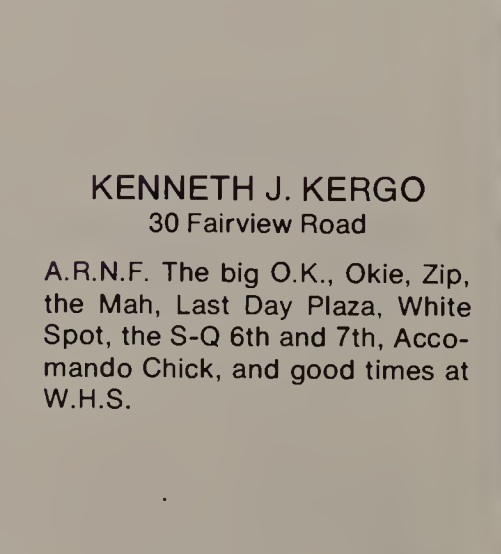 KENNETH J. KERGO
30 Fairview Road
A.R.N.F. The big O.K., Okie, Zip,
the Mah, Last Day Plaza, White
Spot, the S-Q 6th and 7th, Acco-
mando Chick, and good times at
W.H.S.